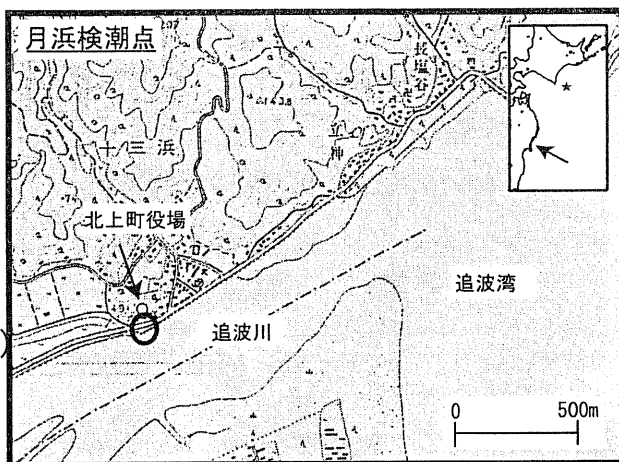 月浜検潮点
長塩谷
立神
十三浜
北上町役場
追波湾
追波川
0 500m